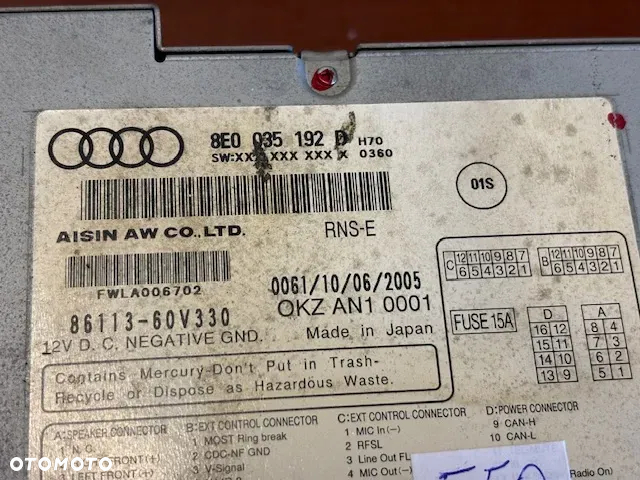 8E0 035 192 D H70
SW:XXX XXX XXX X 0360
01S
AISIN AW CO.,LTD. RNS-E
FWLA006702
0061/10/06/2005
86113-60V330 QKZ AN1 0001
12V D. C. NEGATIVE GND. Made in Japan
Contains Mercury-Don't Put in Trash-
Recycle or Dispose as Hazardous Waste.
C 12 11 10 9 8 7
6 5 4 3 2 1
B 12 11 10 9 8 7
6 5 4 3 2 1
FUSE 15A
D
16 12
15 11
14 10
13 9
A
8 4
7 3
6 2
5 1
A:SPEAKER CONNECTOR
LEFT FRONT(+)
B:EXT CONTROL CONNECTOR
1 MOST Ring break
2 CDC-NF GND
3 V-Signal
C:EXT CONTROL CONNECTOR
1 MIC In(-)
2 RFSL
3 Line Out FL
4 MIC Out(-)
D:POWER CONNECTOR
9 CAN-H
10 CAN-L
Radio On)
550
OTOMOTO
OTOMOTO